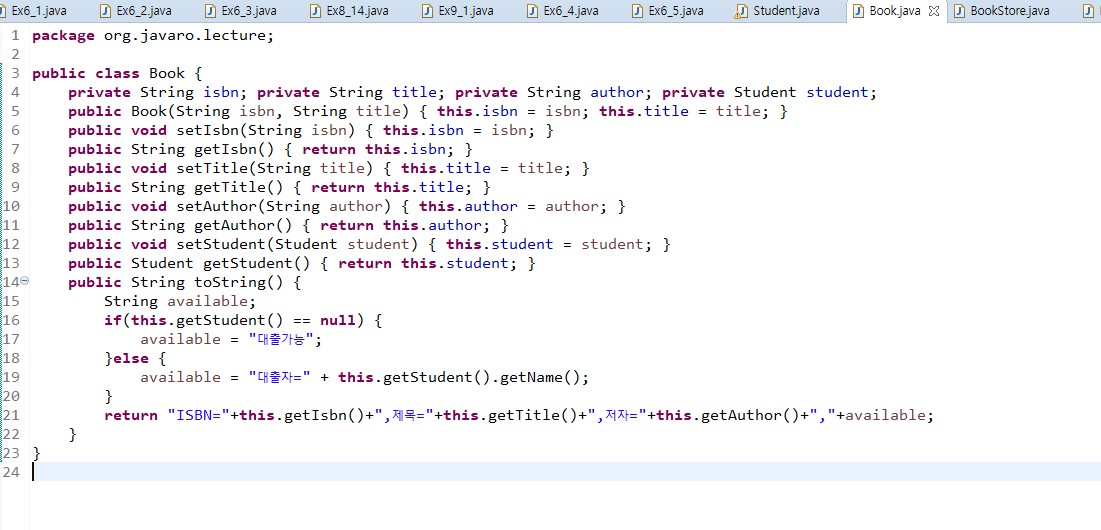 Ex6_1.java Ex6_2.java Ex6_3.java Ex8_14.java Ex9_1.java Ex6_4.java Ex6_5.java Student.java Book.java BookStore.java
1 package org.javaro.lecture;
2
3 public class Book {
4 private String isbn; private String title; private String author; private Student student;
5 public Book(String isbn, String title) { this.isbn = isbn; this.title = title; }
6 public void setIsbn(String isbn) { this.isbn = isbn; }
7 public String getIsbn() { return this.isbn; }
8 public void setTitle(String title) { this.title = title; }
9 public String getTitle() { return this.title; }
10 public void setAuthor(String author) { this.author = author; }
11 public String getAuthor() { return this.author; }
12 public void setStudent(Student student) { this.student = student; }
13 public Student getStudent() { return this.student; }
14 public String toString() {
15 String available;
16 if(this.getStudent() == null) {
17 available = "대출가능";
18 }else {
19 available = "대출자=" + this.getStudent().getName();
20 }
21 return "ISBN="+this.getIsbn()+",제목="+this.getTitle()+",저자="+this.getAuthor()+","+available;
22 }
23 }
24